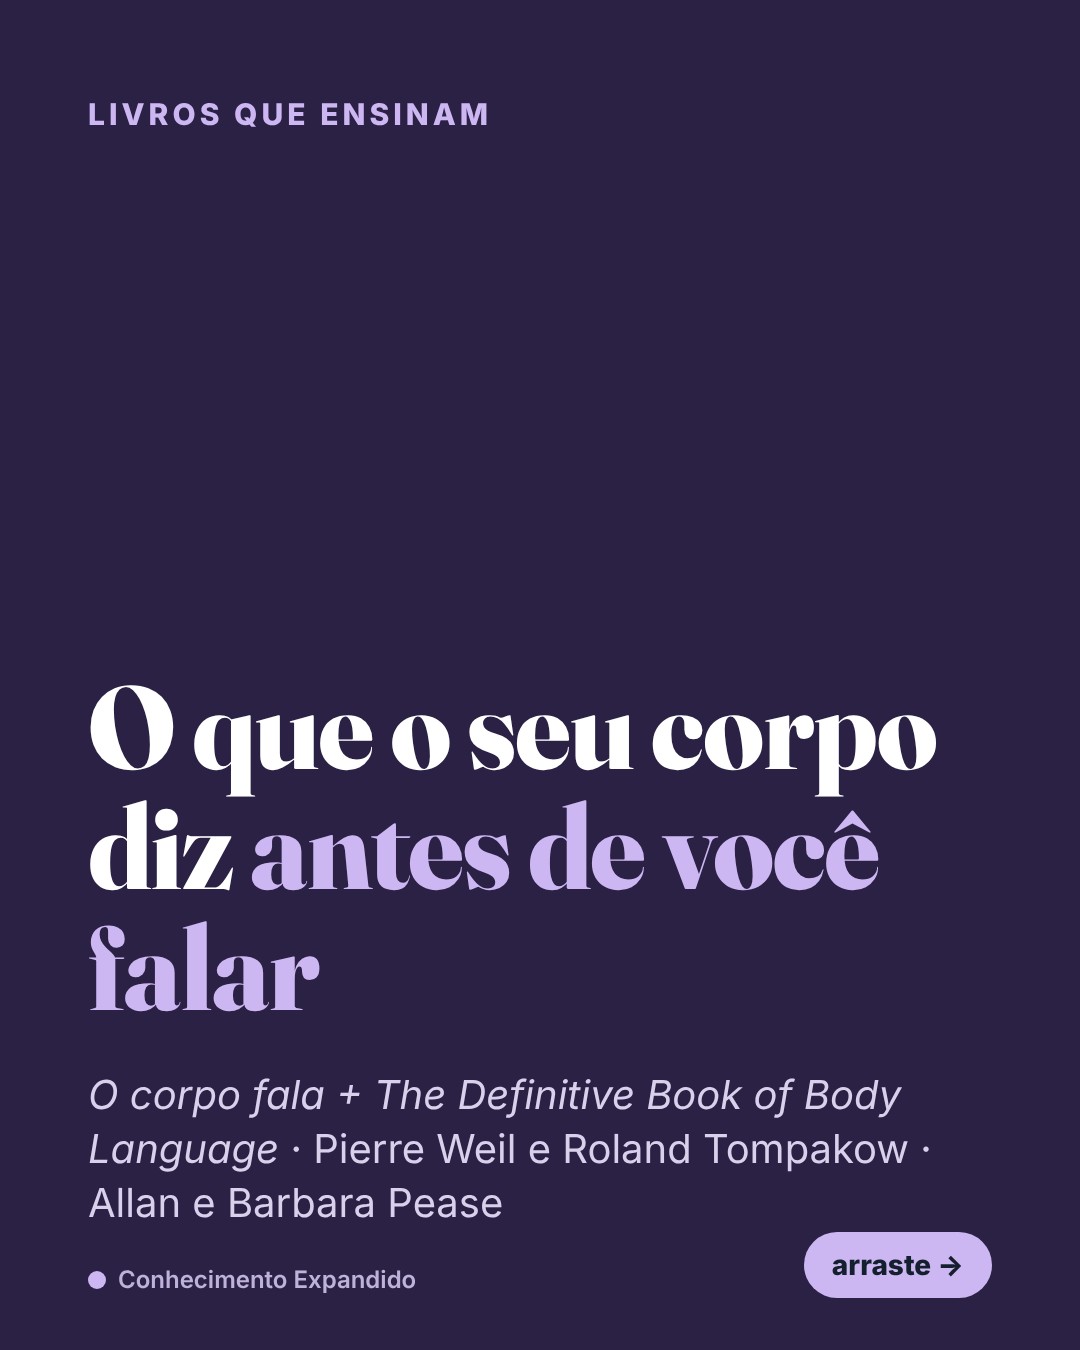 LIVROS QUE ENSINAM
O que o seu corpo
diz antes de você
falar
O corpo fala + The Definitive Book of Body
Language · Pierre Weil e Roland Tompakow ·
Allan e Barbara Pease
Conhecimento Expandido
arraste →